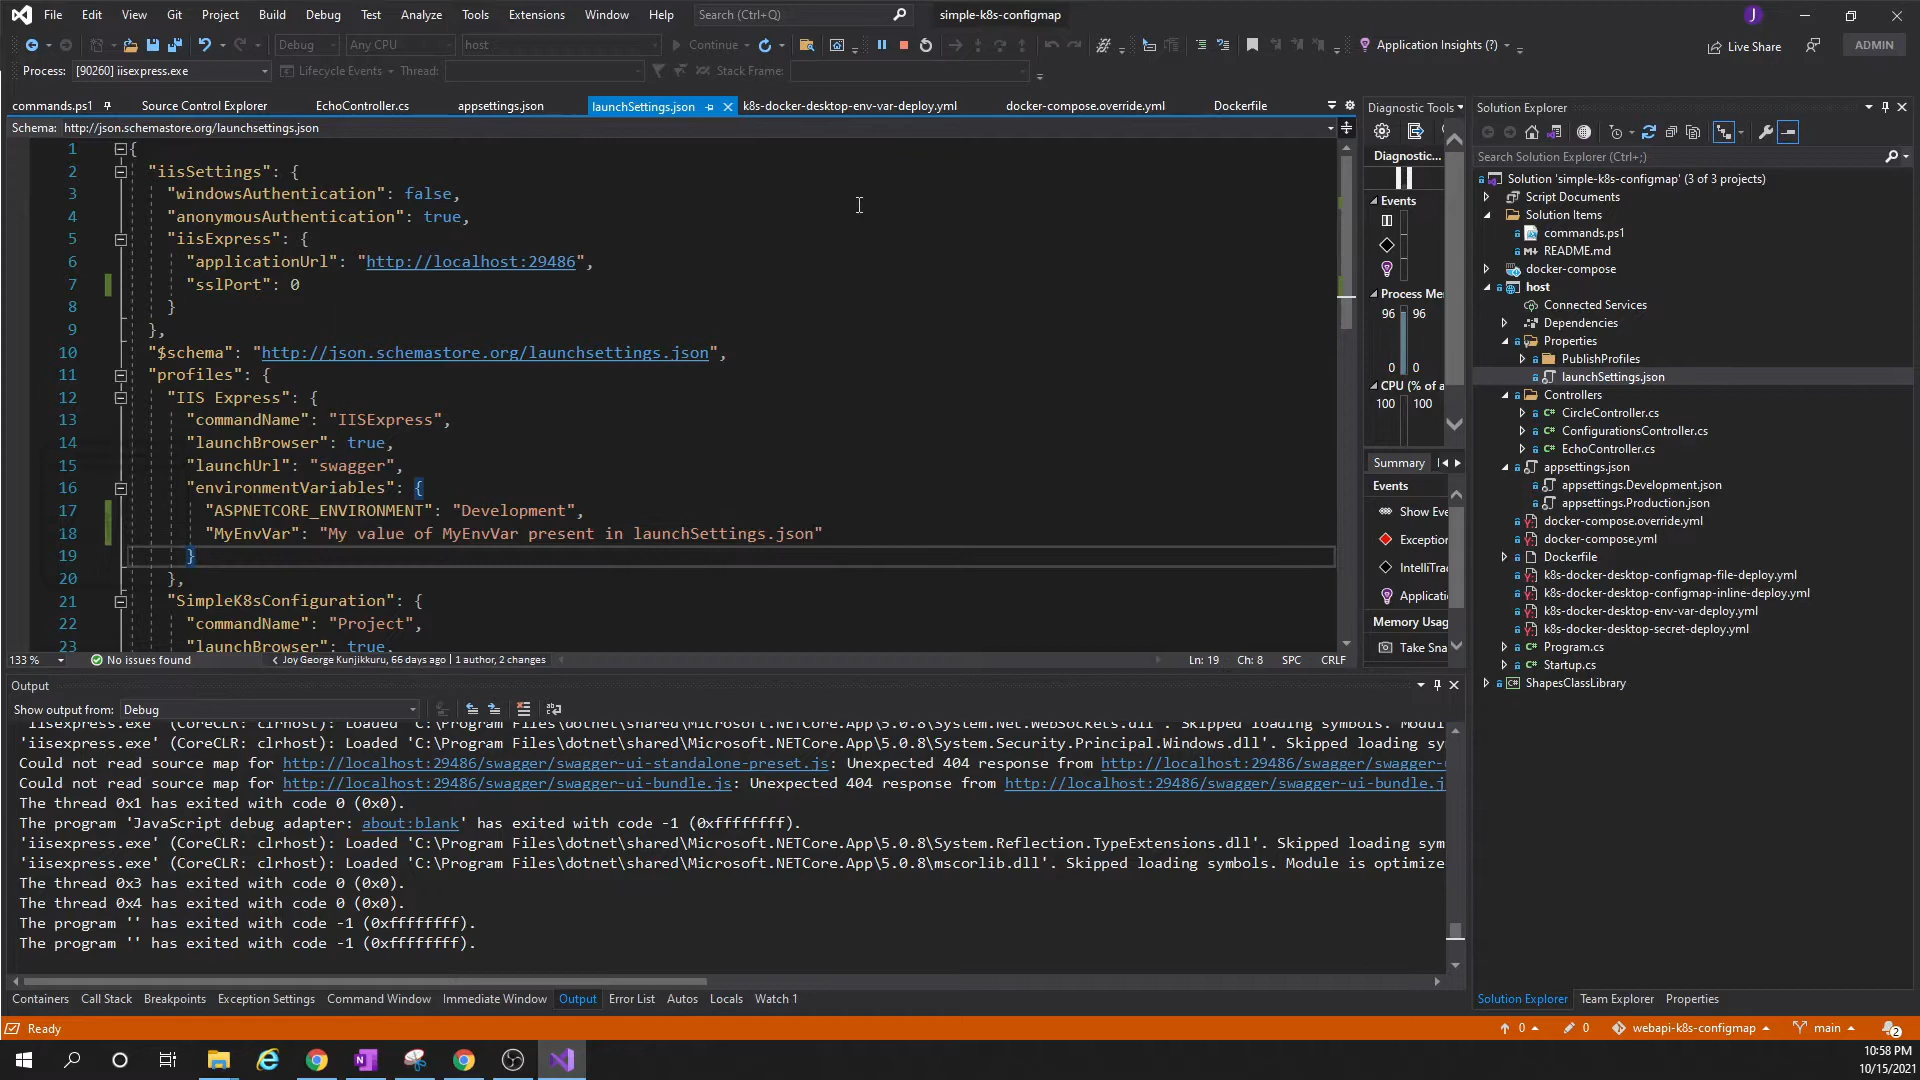 File Edit View Git Project Build Debug Test Analyze Tools Extensions Window Help Search (Ctrl+Q) simple-k8s-configmap J
Debug Any CPU host Continue Application Insights (?) Live Share ADMIN
Process: [90260] iisexpress.exe Lifecycle Events Thread: Stack Frame:
commands.ps1 Source Control Explorer EchoController.cs appsettings.json launchSettings.json k8s-docker-desktop-env-var-deploy.yml docker-compose.override.yml Dockerfile
Schema: http://json.schemastore.org/launchsettings.json
1 {
2 "iisSettings": {
3 "windowsAuthentication": false,
4 "anonymousAuthentication": true,
5 "iisExpress": {
6 "applicationUrl": "http://localhost:29486",
7 "sslPort": 0
8 }
9 },
10 "$schema": "http://json.schemastore.org/launchsettings.json",
11 "profiles": {
12 "IIS Express": {
13 "commandName": "IISExpress",
14 "launchBrowser": true,
15 "launchUrl": "swagger",
16 "environmentVariables": {
17 "ASPNETCORE_ENVIRONMENT": "Development",
18 "MyEnvVar": "My value of MyEnvVar present in launchSettings.json"
19 }
20 },
21 "SimpleK8sConfiguration": {
22 "commandName": "Project",
23 "launchBrowser": true,
133 % No issues found Joy George Kunjikkuru, 66 days ago | 1 author, 2 changes Ln: 19 Ch: 8 SPC CRLF
Diagnostic Tools
Diagnostic...
Events
Process Me
96 96
0 0
CPU (% of a
100 100
Summary
Events
Show Eve
Exception
IntelliTra
Applicati
Memory Usag
Take Sna
Solution Explorer
Search Solution Explorer (Ctrl+;)
Solution 'simple-k8s-configmap' (3 of 3 projects)
Script Documents
Solution Items
commands.ps1
README.md
docker-compose
host
Connected Services
Dependencies
Properties
PublishProfiles
launchSettings.json
Controllers
CircleController.cs
ConfigurationsController.cs
EchoController.cs
appsettings.json
appsettings.Development.json
appsettings.Production.json
docker-compose.override.yml
docker-compose.yml
Dockerfile
k8s-docker-desktop-configmap-file-deploy.yml
k8s-docker-desktop-configmap-inline-deploy.yml
k8s-docker-desktop-env-var-deploy.yml
k8s-docker-desktop-secret-deploy.yml
Program.cs
Startup.cs
ShapesClassLibrary
Output
Show output from: Debug
'iisexpress.exe' (CoreCLR: clrhost): Loaded 'C:\Program Files\dotnet\shared\Microsoft.NETCore.App\5.0.8\System.Net.WebSockets.dll'. Skipped loading symbols. Modul
'iisexpress.exe' (CoreCLR: clrhost): Loaded 'C:\Program Files\dotnet\shared\Microsoft.NETCore.App\5.0.8\System.Security.Principal.Windows.dll'. Skipped loading sy
Could not read source map for http://localhost:29486/swagger/swagger-ui-standalone-preset.js: Unexpected 404 response from http://localhost:29486/swagger/swagger-
Could not read source map for http://localhost:29486/swagger/swagger-ui-bundle.js: Unexpected 404 response from http://localhost:29486/swagger/swagger-ui-bundle.j
The thread 0x1 has exited with code 0 (0x0).
The program 'JavaScript debug adapter: about:blank' has exited with code -1 (0xffffffff).
'iisexpress.exe' (CoreCLR: clrhost): Loaded 'C:\Program Files\dotnet\shared\Microsoft.NETCore.App\5.0.8\System.Reflection.TypeExtensions.dll'. Skipped loading sym
'iisexpress.exe' (CoreCLR: clrhost): Loaded 'C:\Program Files\dotnet\shared\Microsoft.NETCore.App\5.0.8\mscorlib.dll'. Skipped loading symbols. Module is optimize
The thread 0x3 has exited with code 0 (0x0).
The thread 0x4 has exited with code 0 (0x0).
The program '' has exited with code -1 (0xffffffff).
The program '' has exited with code -1 (0xffffffff).
Containers Call Stack Breakpoints Exception Settings Command Window Immediate Window Output Error List Autos Locals Watch 1 Solution Explorer Team Explorer Properties
Ready 0 0 webapi-k8s-configmap main 2
10:58 PM
10/15/2021